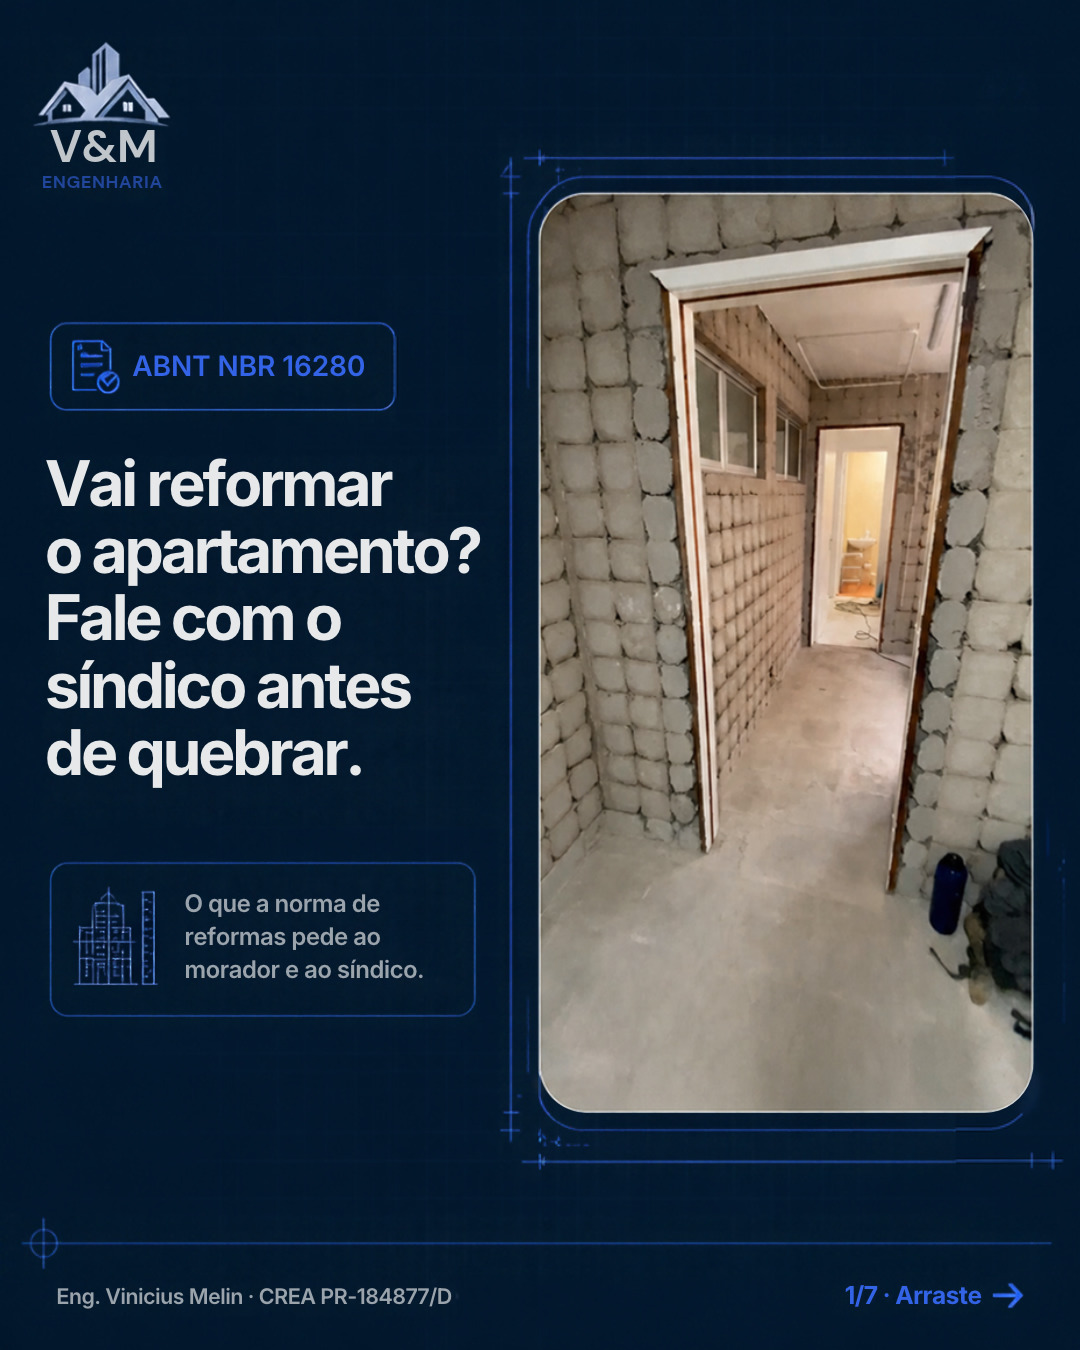 V&M
ENGENHARIA
ABNT NBR 16280
Vai reformar
o apartamento?
Fale com o
síndico antes
de quebrar.
O que a norma de
reformas pede ao
morador e ao síndico.
Eng. Vinicius Melin · CREA PR-184877/D
1/7 · Arraste →